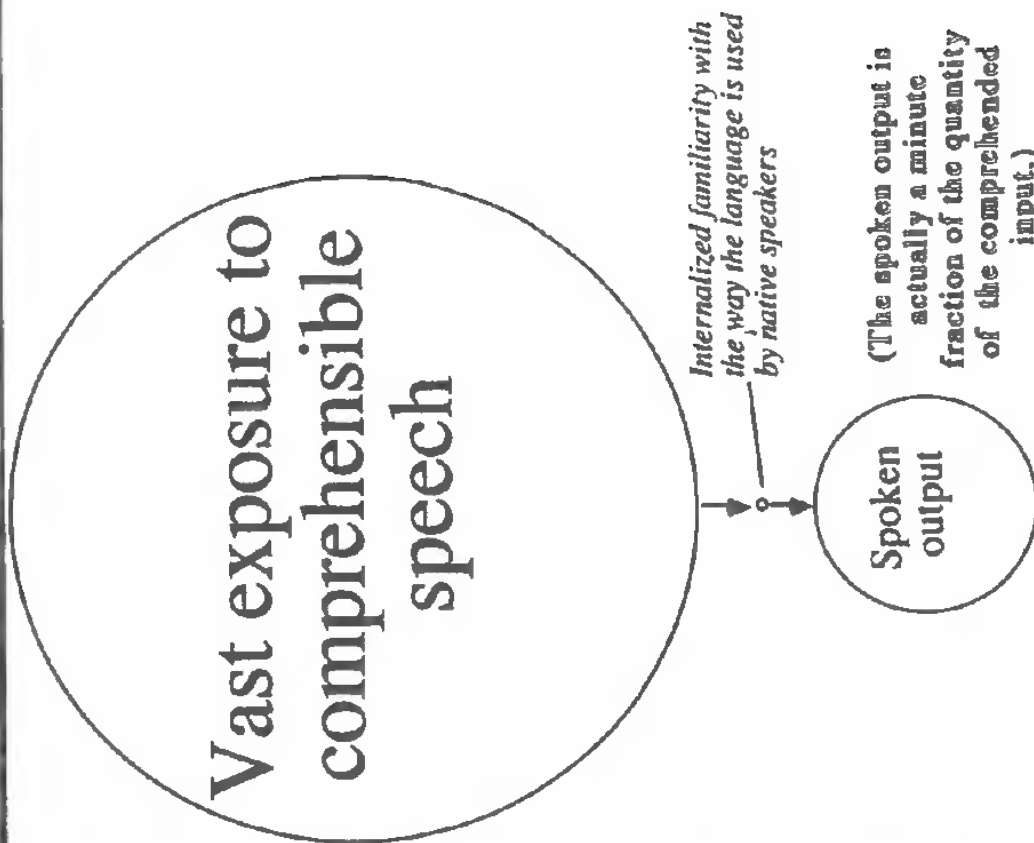 Vast exposure to
comprehensible
speech
Internalized familiarity with
the way the language is used
by native speakers
Spoken
output
(The spoken output is
actually a minute
fraction of the quantity
of the comprehended
input.)